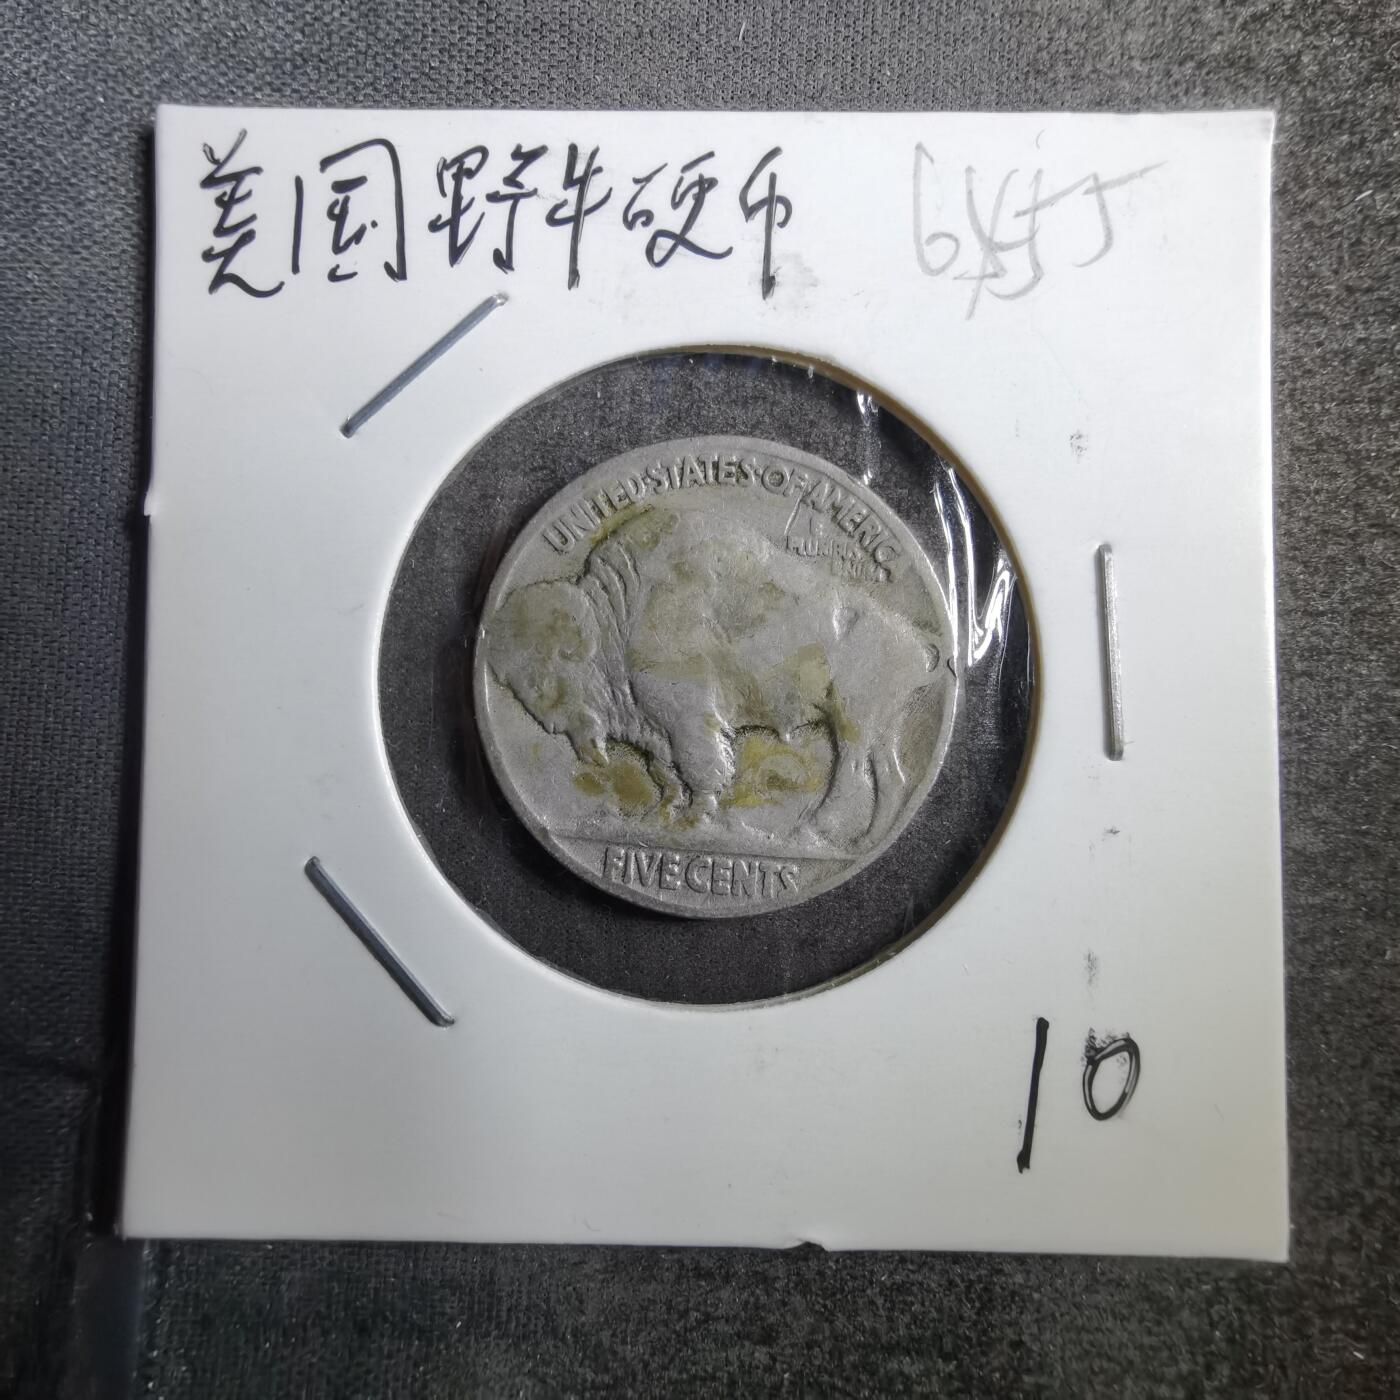 美国野牛硬币
UNITED·STATES·OF·AMERICA
FIVE CENTS
10